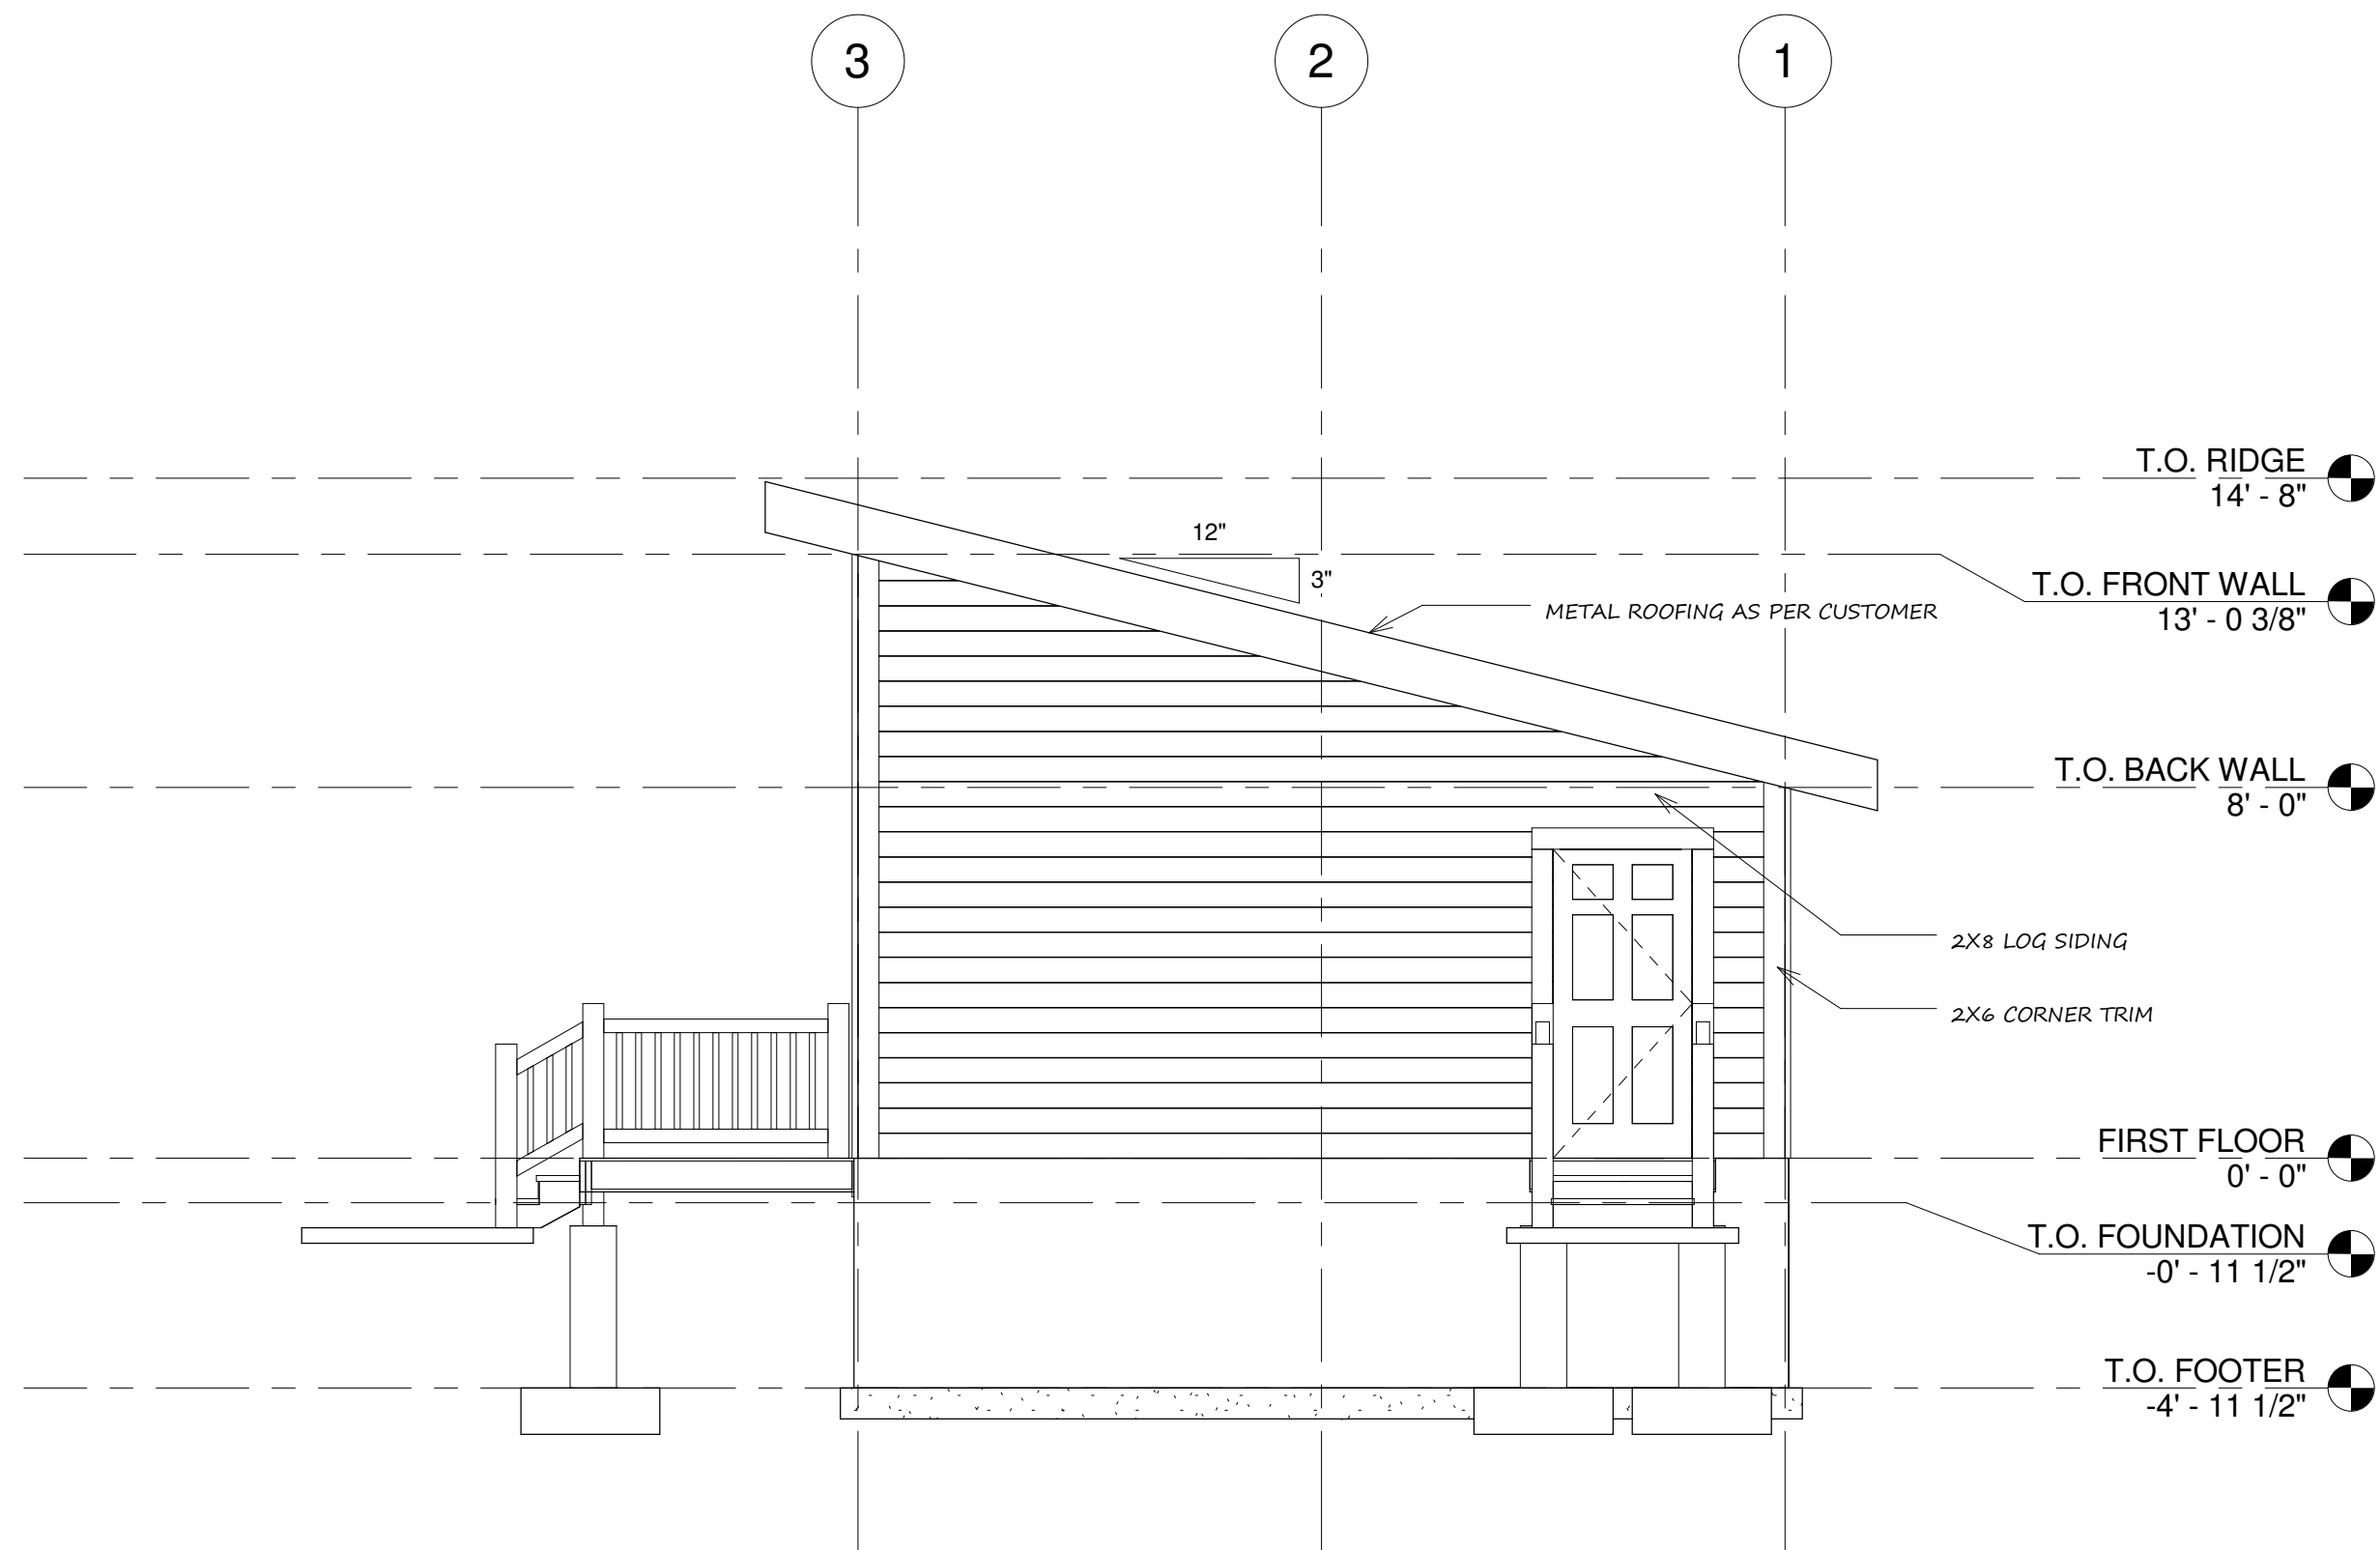 3
2
1
T.O. RIDGE
14' - 8"
12"
3"
T.O. FRONT WALL
13' - 0 3/8"
METAL ROOFING AS PER CUSTOMER
T.O. BACK WALL
8' - 0"
2X8 LOG SIDING
2X6 CORNER TRIM
FIRST FLOOR
0' - 0"
T.O. FOUNDATION
-0' - 11 1/2"
T.O. FOOTER
-4' - 11 1/2"